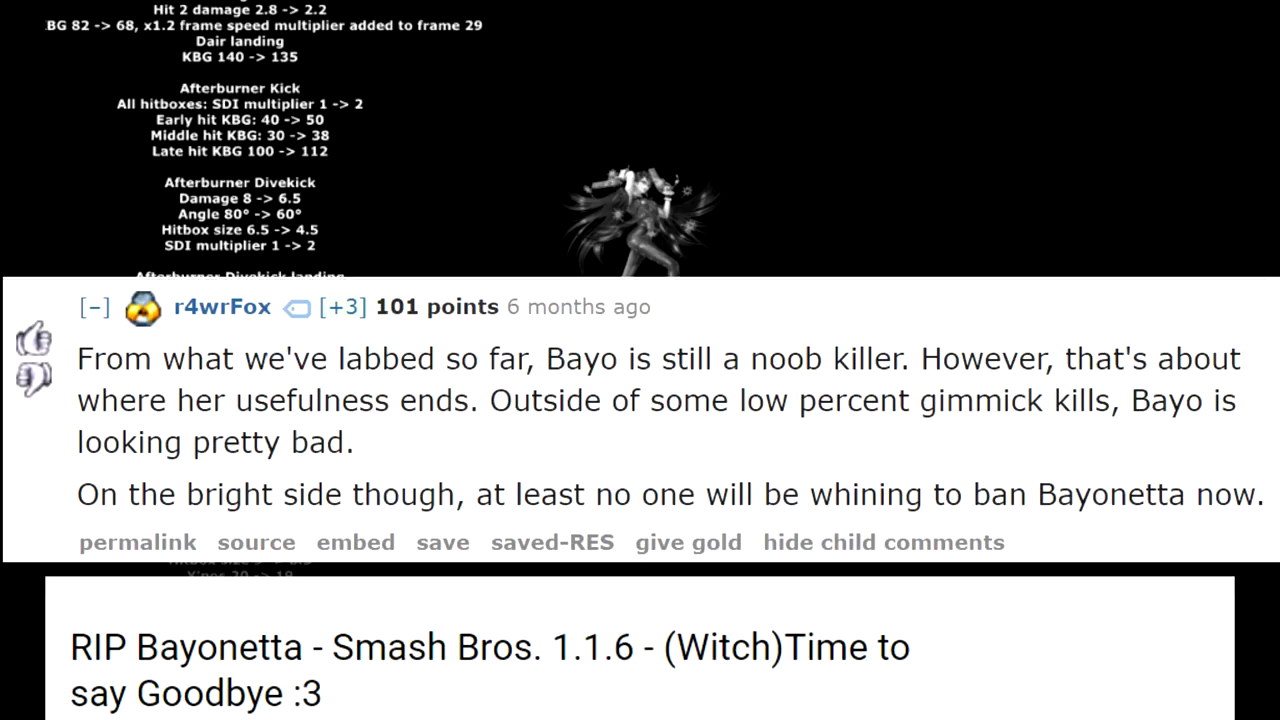 Hit 2 damage 2.8 -> 2.2
BG 82 -> 68, x1.2 frame speed multiplier added to frame 29
Dair landing
KBG 140 -> 135
Afterburner Kick
All hitboxes: SDI multiplier 1 -> 2
Early hit KBG: 40 -> 50
Middle hit KBG: 30 -> 38
Late hit KBG 100 -> 112
Afterburner Divekick
Damage 8 -> 6.5
Angle 80° -> 60°
Hitbox size 6.5 -> 4.5
SDI multiplier 1 -> 2
Afterburner Divekick landing
[-] r4wrFox [+3] 101 points 6 months ago
From what we've labbed so far, Bayo is still a noob killer. However, that's about
where her usefulness ends. Outside of some low percent gimmick kills, Bayo is
looking pretty bad.
On the bright side though, at least no one will be whining to ban Bayonetta now.
permalink source embed save saved-RES give gold hide child comments
RIP Bayonetta - Smash Bros. 1.1.6 - (Witch)Time to
say Goodbye :3